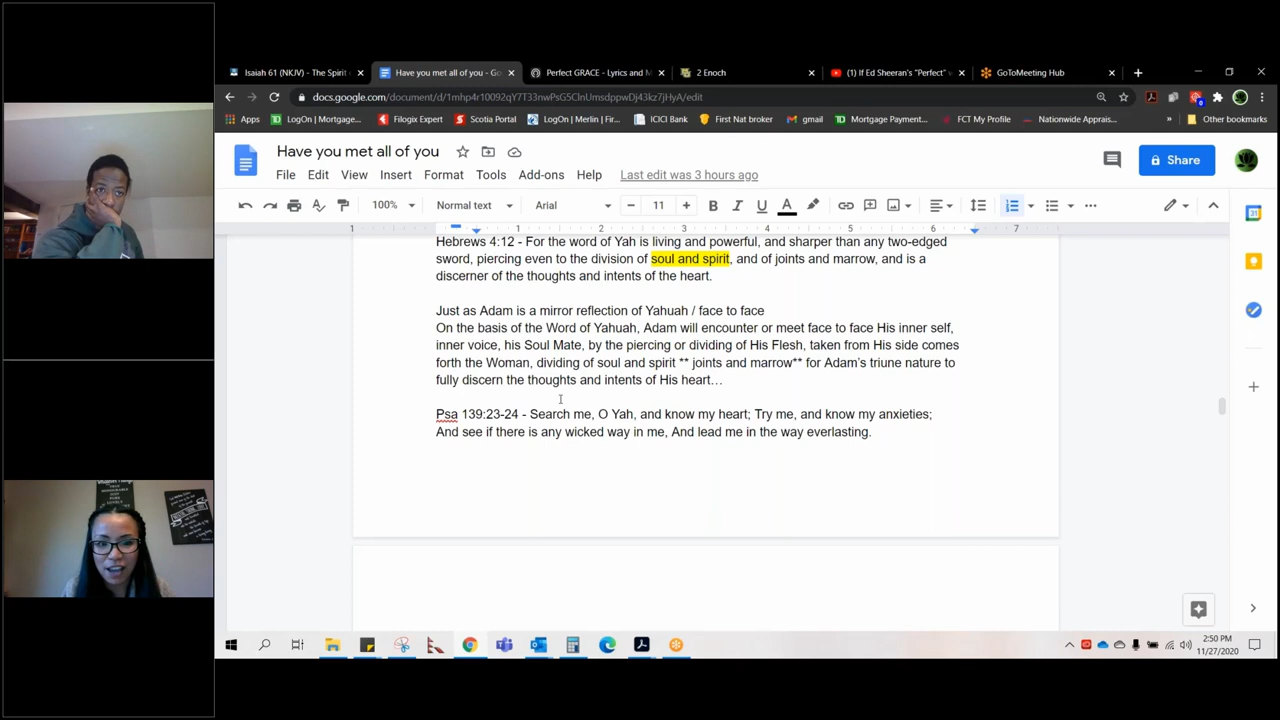 Isaiah 61 (NKJV) - The Spirit
Have you met all of you - Go
Perfect GRACE - Lyrics and M
2 Enoch
(1) If Ed Sheeran's "Perfect" w
GoToMeeting Hub
docs.google.com/document/d/1mhp4r10092qY7T33nwPsG5ClnUmsdppwDj43kz7jHyA/edit
Apps
LogOn | Mortgage...
Filogix Expert
Scotia Portal
LogOn | Merlin | Fir...
ICICI Bank
First Nat broker
gmail
Mortgage Payment...
FCT My Profile
Nationwide Apprais...
»
Other bookmarks
Have you met all of you
Share
File Edit View Insert Format Tools Add-ons Help Last edit was 3 hours ago
100% Normal text Arial 11 B I U A
1 1 2 3 4 5 6 7
Hebrews 4:12 - For the word of Yah is living and powerful, and sharper than any two-edged
sword, piercing even to the division of soul and spirit, and of joints and marrow, and is a
discerner of the thoughts and intents of the heart.
Just as Adam is a mirror reflection of Yahuah / face to face
On the basis of the Word of Yahuah, Adam will encounter or meet face to face His inner self,
inner voice, his Soul Mate, by the piercing or dividing of His Flesh, taken from His side comes
forth the Woman, dividing of soul and spirit ** joints and marrow** for Adam's triune nature to
fully discern the thoughts and intents of His heart…
Psa 139:23-24 - Search me, O Yah, and know my heart; Try me, and know my anxieties;
And see if there is any wicked way in me, And lead me in the way everlasting.
2:50 PM
11/27/2020